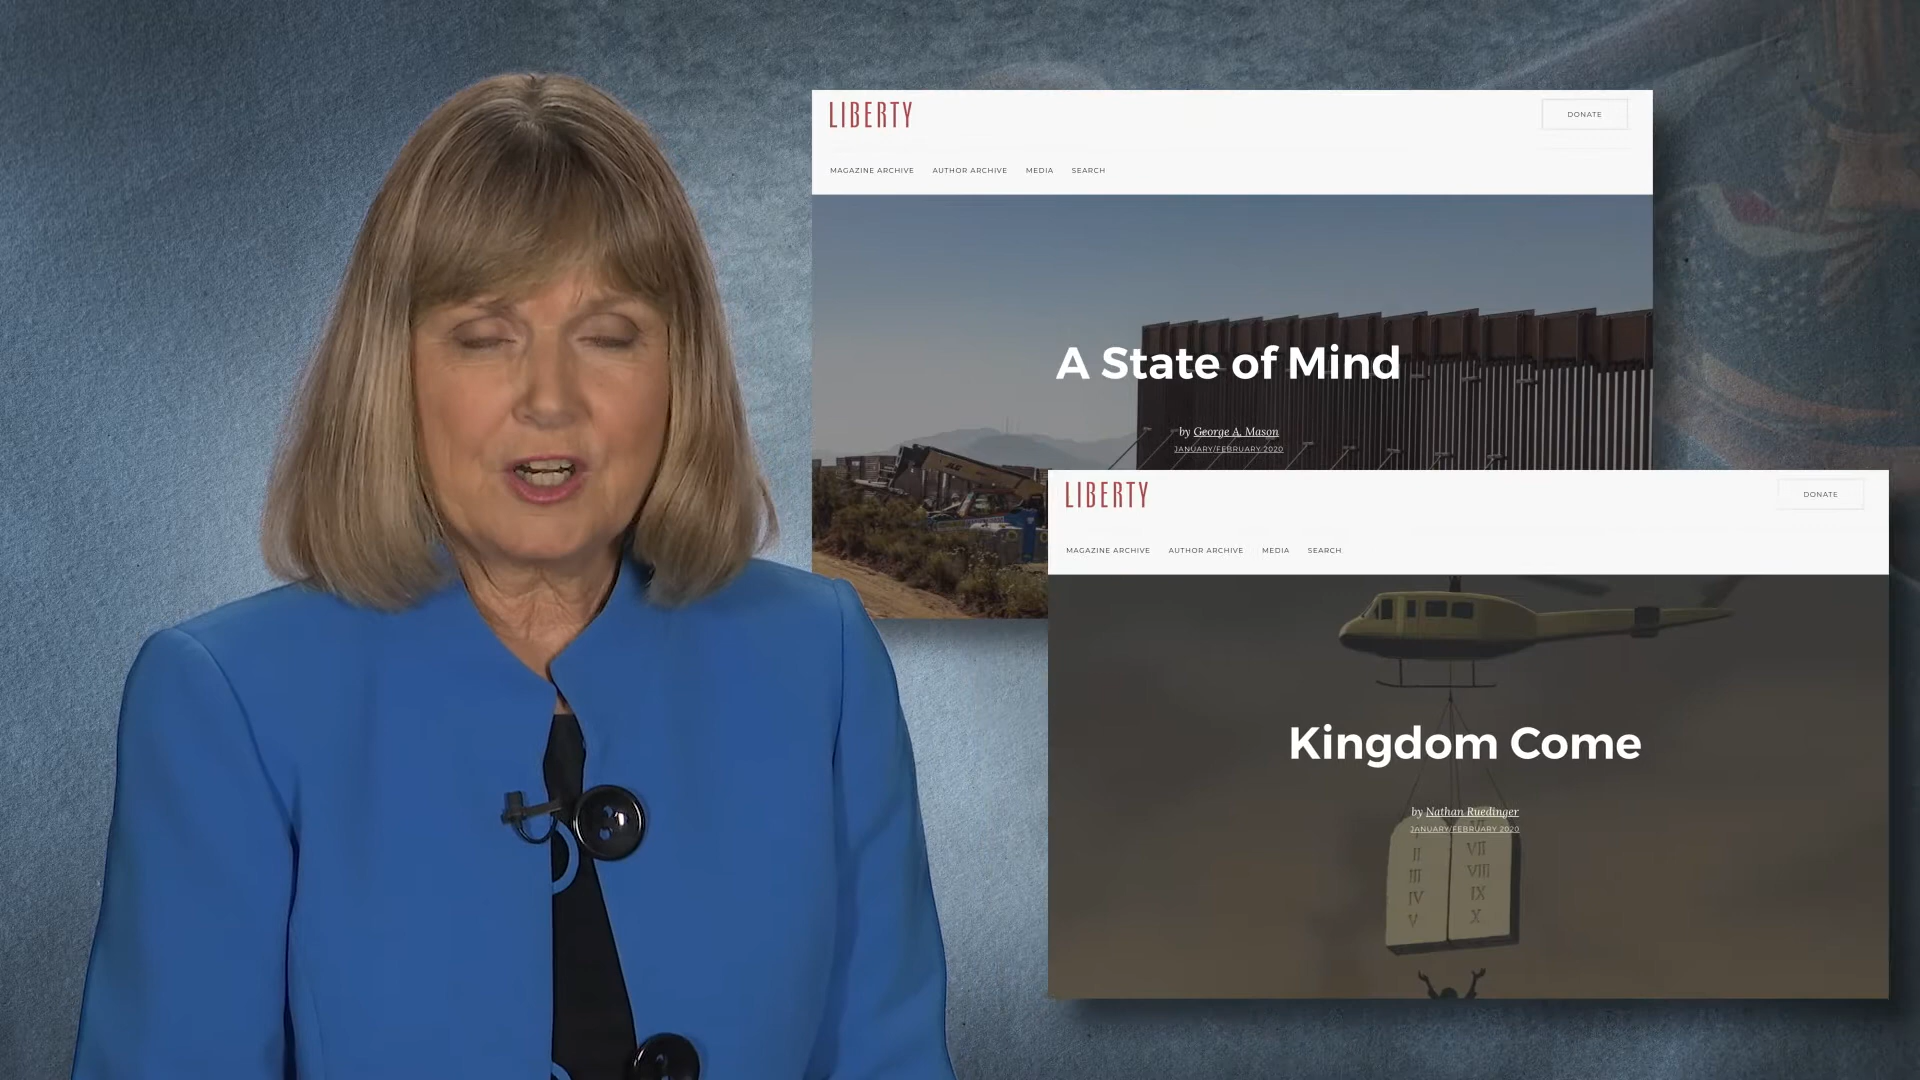 LIBERTY
DONATE
MAGAZINE ARCHIVE AUTHOR ARCHIVE MEDIA SEARCH
A State of Mind
by George A. Mason
JANUARY/FEBRUARY 2020
JLG
LIBERTY
DONATE
MAGAZINE ARCHIVE AUTHOR ARCHIVE MEDIA SEARCH
Kingdom Come
by Nathan Ruedinger
JANUARY/FEBRUARY 2020
VI
II VII
III VIII
IV IX
V X